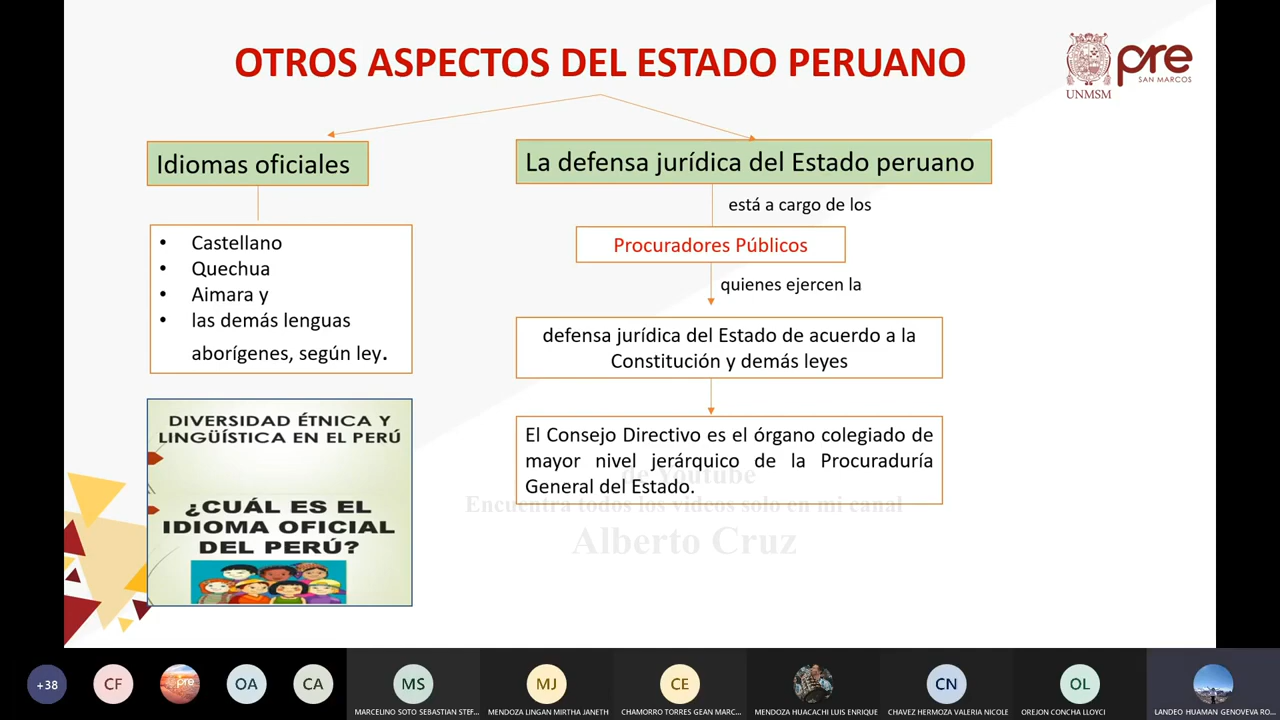 OTROS ASPECTOS DEL ESTADO PERUANO
UNMSM
pre
SAN MARCOS
Idiomas oficiales
• Castellano
• Quechua
• Aimara y
• las demás lenguas
aborígenes, según ley.
DIVERSIDAD ÉTNICA Y
LINGÜÍSTICA EN EL PERÚ
¿CUÁL ES EL
IDIOMA OFICIAL
DEL PERÚ?
La defensa jurídica del Estado peruano
está a cargo de los
Procuradores Públicos
quienes ejercen la
defensa jurídica del Estado de acuerdo a la
Constitución y demás leyes
El Consejo Directivo es el órgano colegiado de
mayor nivel jerárquico de la Procuraduría
General del Estado.
de Youtube
Encuentra todos los videos solo en mi canal
Alberto Cruz
+38
CF
pre
OA
CA
MS
MJ
CE
CN
OL
MARCELINO SOTO SEBASTIAN STEF...
MENDOZA LINGAN MIRTHA JANETH
CHAMORRO TORRES GEAN MARC...
MENDOZA HUACACHI LUIS ENRIQUE
CHAVEZ HERMOZA VALERIA NICOLE
OREJON CONCHA LLOYCI
LANDEO HUAMAN GENOVEVA RO...